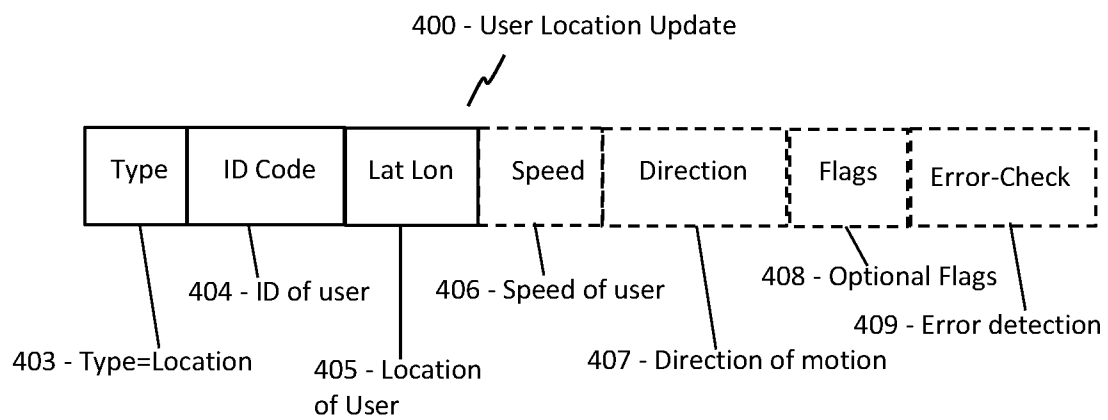 400 - User Location Update
Type
ID Code
Lat Lon
Speed
Direction
Flags
Error-Check
408 - Optional Flags
404 - ID of user
406 - Speed of user
409 - Error detection
403 - Type=Location
405 - Location
of User
407 - Direction of motion